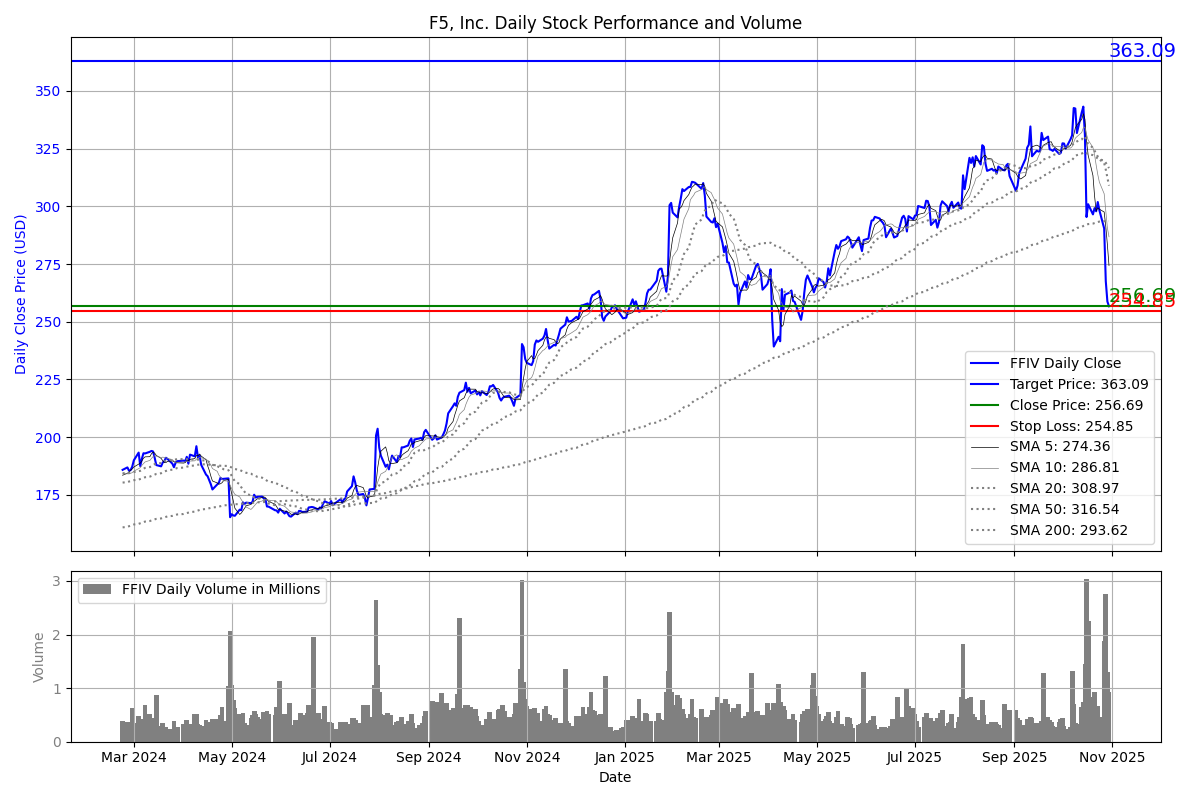 F5, Inc. Daily Stock Performance and Volume
363.09
350
325
300
275
250
225
200
175
Daily Close Price (USD)
256.69
254.85
FFIV Daily Close
Target Price: 363.09
Close Price: 256.69
Stop Loss: 254.85
SMA 5: 274.36
SMA 10: 286.81
SMA 20: 308.97
SMA 50: 316.54
SMA 200: 293.62
3
2
1
0
Volume
FFIV Daily Volume in Millions
Mar 2024
May 2024
Jul 2024
Sep 2024
Nov 2024
Jan 2025
Mar 2025
May 2025
Jul 2025
Sep 2025
Nov 2025
Date